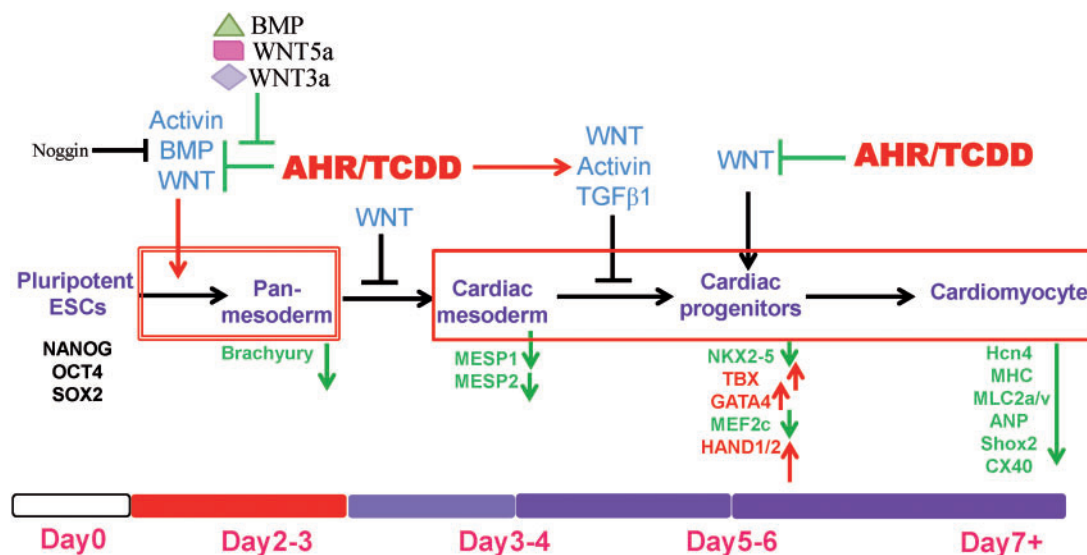 BMP
WNT5a
WNT3a
Noggin
Activin
BMP
WNT
AHR/TCDD
WNT
Activin
TGFβ1
WNT
AHR/TCDD
WNT
Pluripotent
ESCs
Pan-
mesoderm
Cardiac
mesoderm
Cardiac
progenitors
Cardiomyocyte
NANOG
OCT4
SOX2
Brachyury
MESP1
MESP2
NKX2-5
TBX
GATA4
MEF2c
HAND1/2
Hcn4
MHC
MLC2a/v
ANP
Shox2
CX40
Day0
Day2-3
Day3-4
Day5-6
Day7+